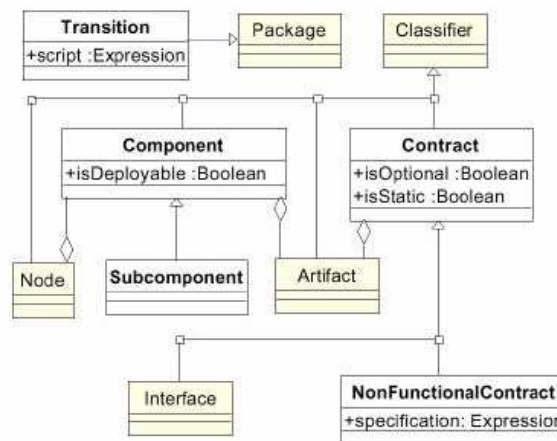 Transition
+script :Expression
Package
Classifier
Component
+isDeployable :Boolean
Contract
+isOptional :Boolean
+isStatic :Boolean
Node
Subcomponent
Artifact
Interface
NonFunctionalContract
+specification: Expression